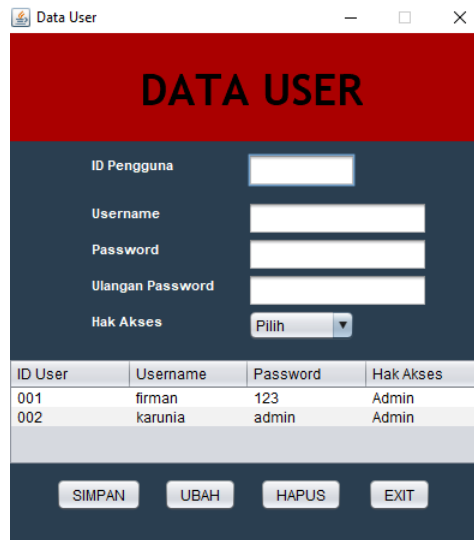 Data User
DATA USER
ID Pengguna
Username
Password
Ulangan Password
Hak Akses Pilih
ID User Username Password Hak Akses
001 firman 123 Admin
002 karunia admin Admin
SIMPAN UBAH HAPUS EXIT